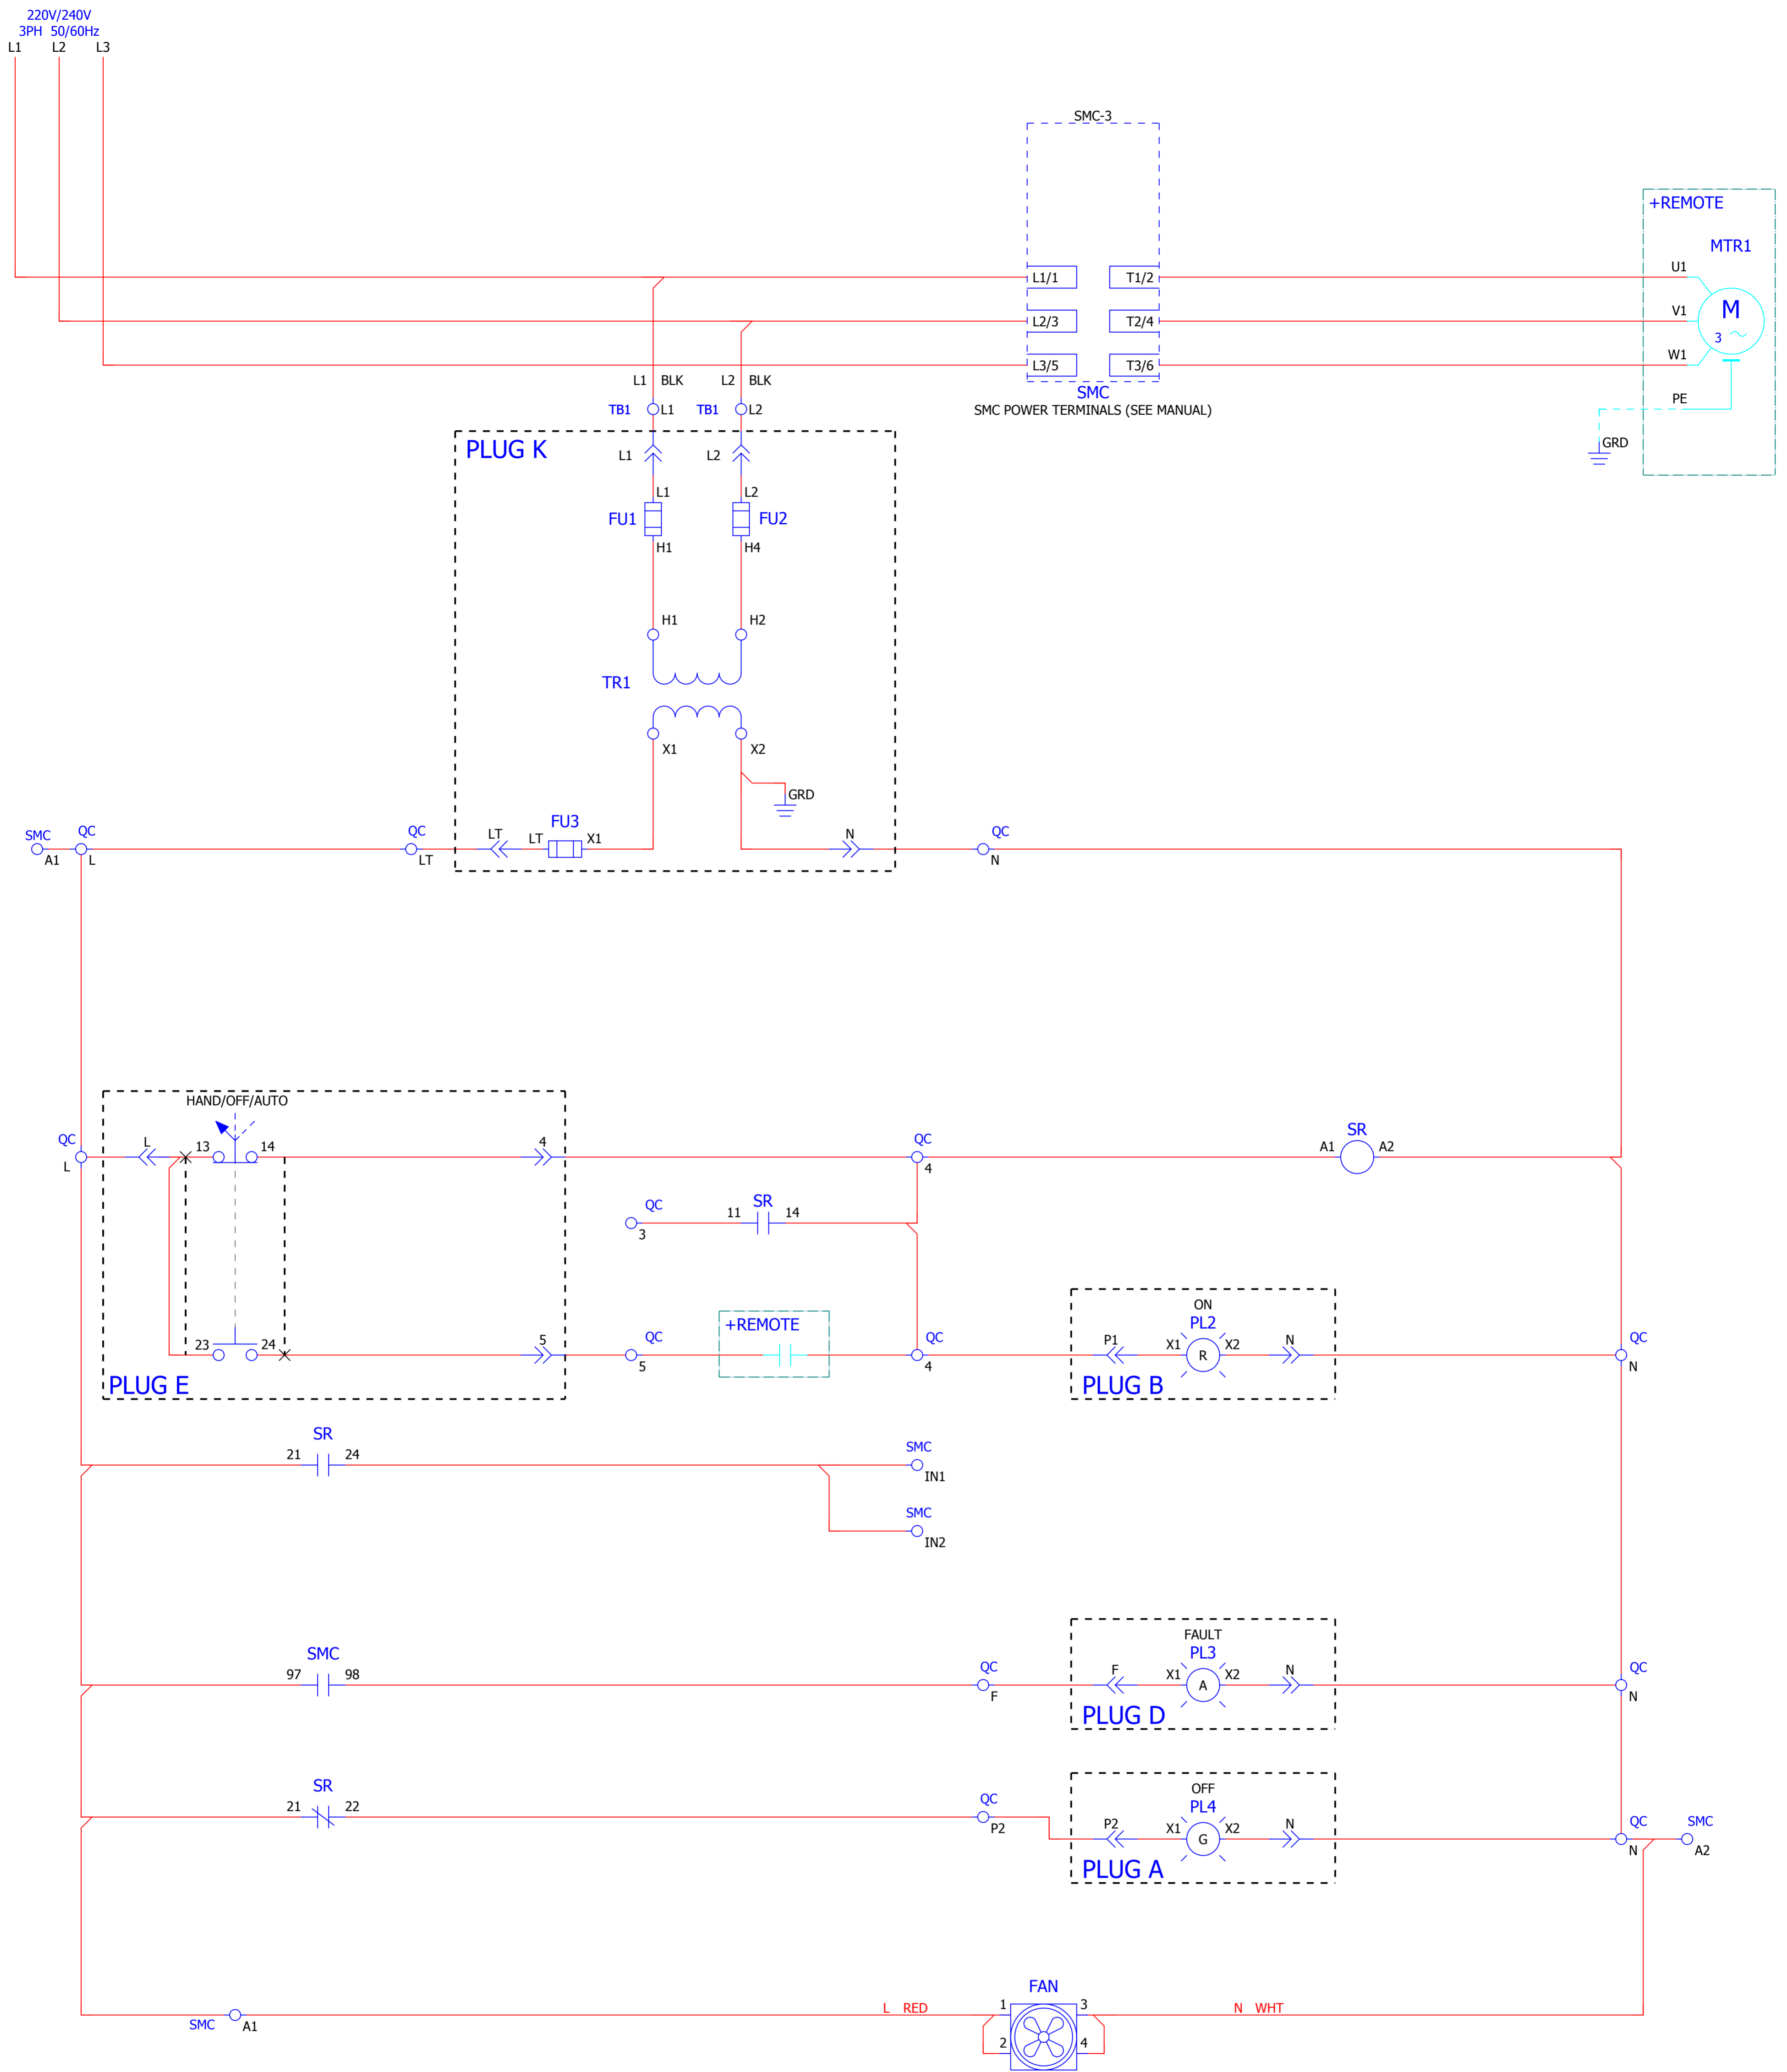 220V/240V
3PH 50/60Hz
L1 L2 L3
SMC-3
+REMOTE
MTR1
U1
L1/1 T1/2
M
3
V1
L2/3 T2/4
W1
L3/5 T3/6
L1 BLK L2 BLK
SMC
PE
TB1 L1 TB1 L2
SMC POWER TERMINALS (SEE MANUAL)
GRD
PLUG K
L1 L2
L1 L2
FU1 FU2
H1 H4
H1 H2
TR1
X1 X2
GRD
FU3
SMC QC QC LT LT X1 N QC
A1 L LT N
HAND/OFF/AUTO
QC L 13 14 4 QC SR
A1 A2
L 4
QC SR
11 14
3
ON
+REMOTE
PL2
23 24 5 QC P1 X1 X2 N QC
R
5 4 N
PLUG E PLUG B
SR
21 24 SMC
IN1
SMC
IN2
FAULT
SMC PL3
97 98 QC F X1 X2 N QC
A
F N
PLUG D
SR OFF
21 22 QC PL4
P2 P2 X1 X2 N QC SMC
G
N A2
PLUG A
FAN
L RED 1 3 N WHT
SMC A1
2 4